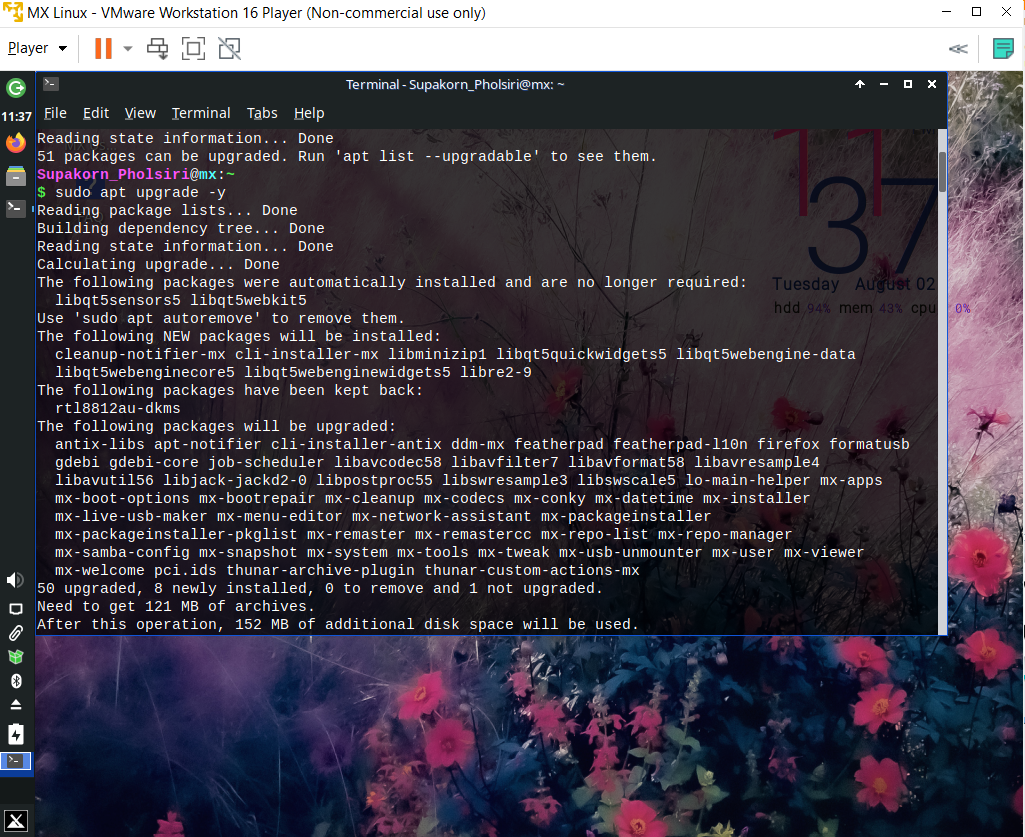 MX Linux - VMware Workstation 16 Player (Non-commercial use only)
Player
Terminal - Supakorn_Pholsiri@mx: ~
11:37
File Edit View Terminal Tabs Help
Reading state information... Done
51 packages can be upgraded. Run 'apt list --upgradable' to see them.
Supakorn_Pholsiri@mx:~
$ sudo apt upgrade -y
Reading package lists... Done
Building dependency tree... Done
Reading state information... Done
Calculating upgrade... Done
The following packages were automatically installed and are no longer required:
libqt5sensors5 libqt5webkit5
Use 'sudo apt autoremove' to remove them.
The following NEW packages will be installed:
cleanup-notifier-mx cli-installer-mx libminizip1 libqt5quickwidgets5 libqt5webengine-data
libqt5webenginecore5 libqt5webenginewidgets5 libre2-9
The following packages have been kept back:
rtl8812au-dkms
The following packages will be upgraded:
antix-libs apt-notifier cli-installer-antix ddm-mx featherpad featherpad-l10n firefox formatusb
gdebi gdebi-core job-scheduler libavcodec58 libavfilter7 libavformat58 libavresample4
libavutil56 libjack-jackd2-0 libpostproc55 libswresample3 libswscale5 lo-main-helper mx-apps
mx-boot-options mx-bootrepair mx-cleanup mx-codecs mx-conky mx-datetime mx-installer
mx-live-usb-maker mx-menu-editor mx-network-assistant mx-packageinstaller
mx-packageinstaller-pkglist mx-remaster mx-remastercc mx-repo-list mx-repo-manager
mx-samba-config mx-snapshot mx-system mx-tools mx-tweak mx-usb-unmounter mx-user mx-viewer
mx-welcome pci.ids thunar-archive-plugin thunar-custom-actions-mx
50 upgraded, 8 newly installed, 0 to remove and 1 not upgraded.
Need to get 121 MB of archives.
After this operation, 152 MB of additional disk space will be used.
11
37
Tuesday August 02
hdd 94% mem 43% cpu 0%